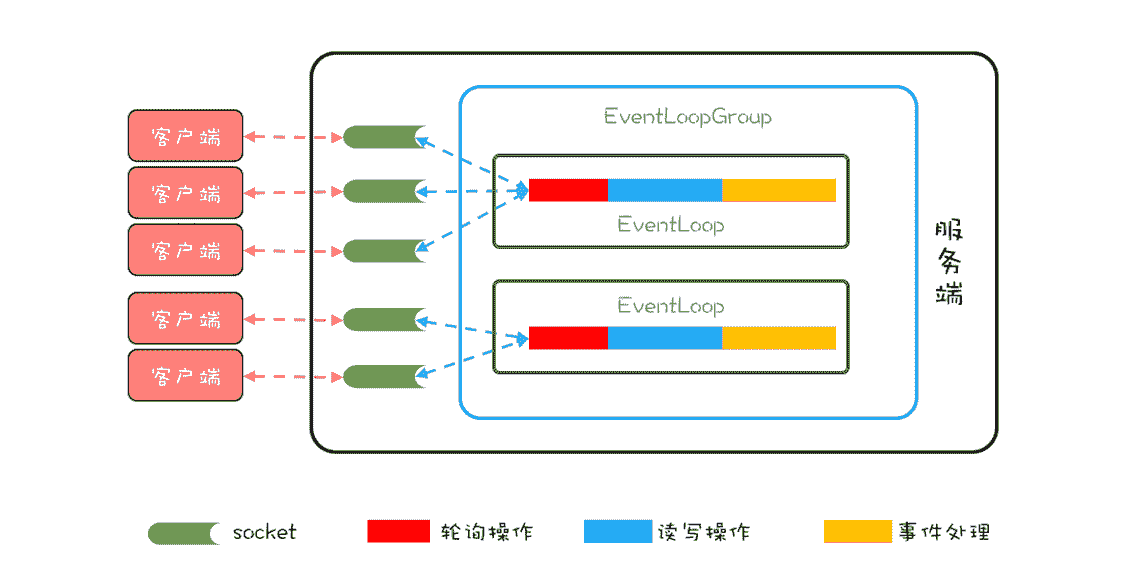 EventLoopGroup
客户端
客户端
客户端
客户端
客户端
EventLoop
EventLoop
服务端
socket
轮询操作
读写操作
事件处理